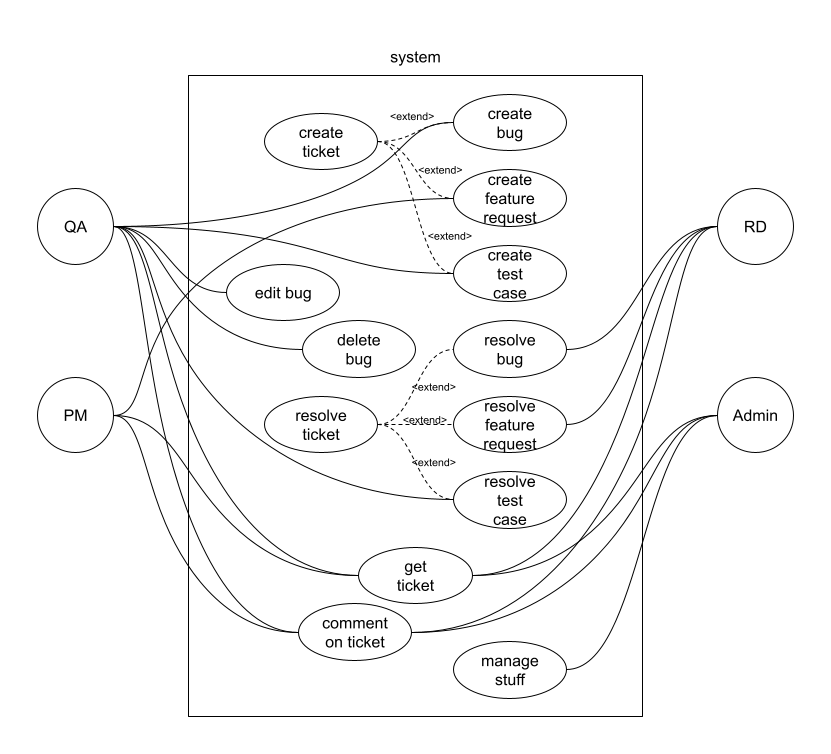 system
<extend>
create
bug
create
ticket
<extend>
create
feature
request
QA
RD
<extend>
create
test
case
edit bug
delete
bug
resolve
bug
<extend>
PM
Admin
resolve
ticket
<extend>
resolve
feature
request
<extend>
resolve
test
case
get
ticket
comment
on ticket
manage
stuff